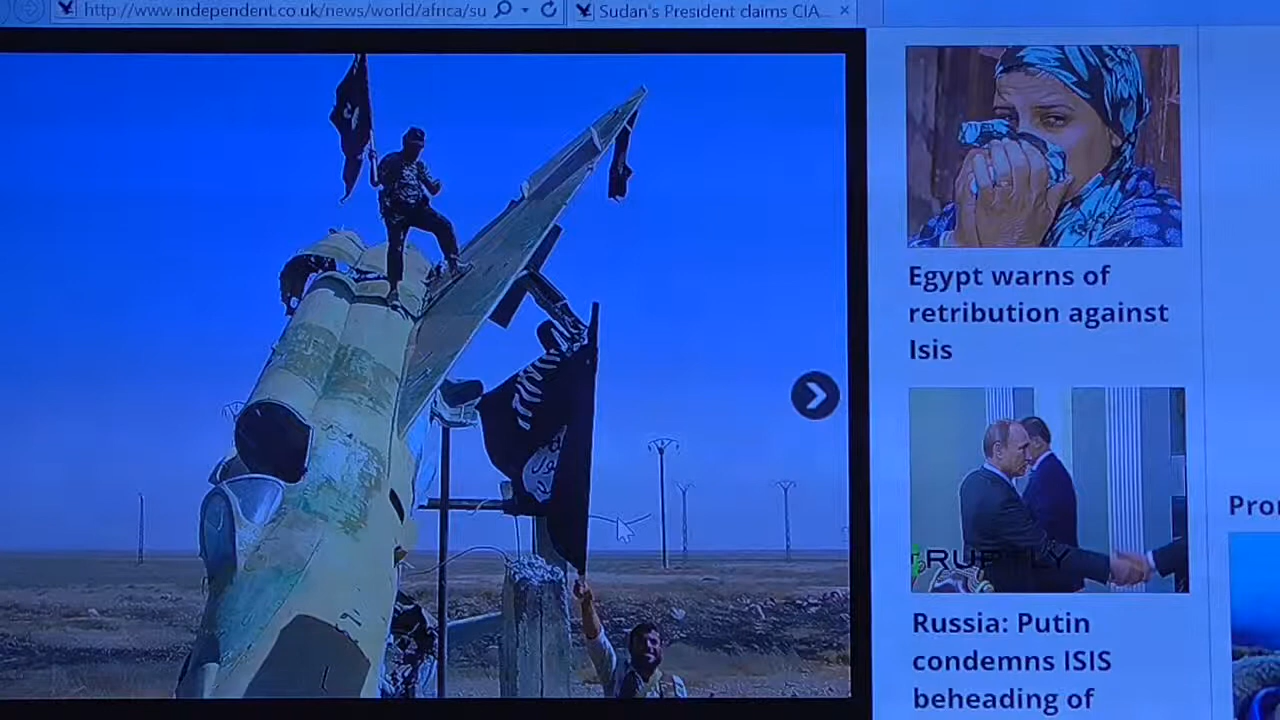 http://www.independent.co.uk/news/world/africa/su
Sudan's President claims CIA...
Egypt warns of
retribution against
Isis
RUPTLY
Russia: Putin
condemns ISIS
beheading of